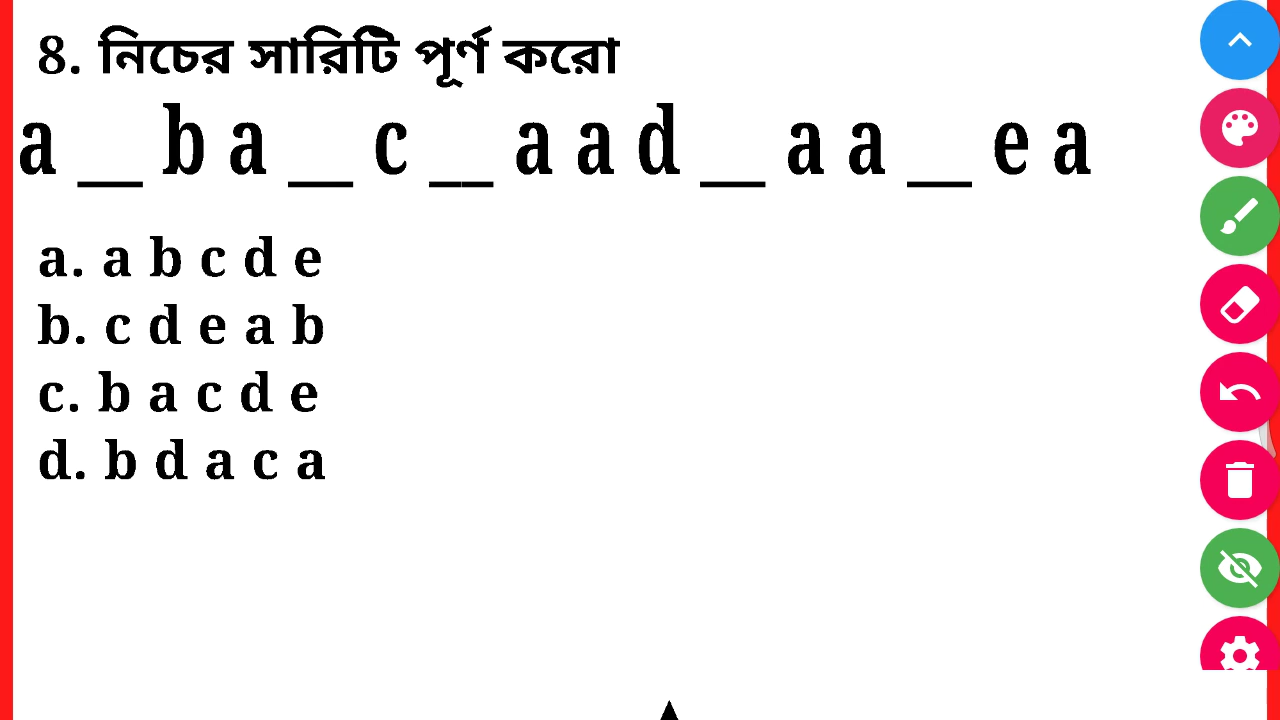 8. নিচের সারিটি পূর্ণ করো
a __ b a __ c __ a a d __ a a __ e a
a. a b c d e
b. c d e a b
c. b a c d e
d. b d a c a